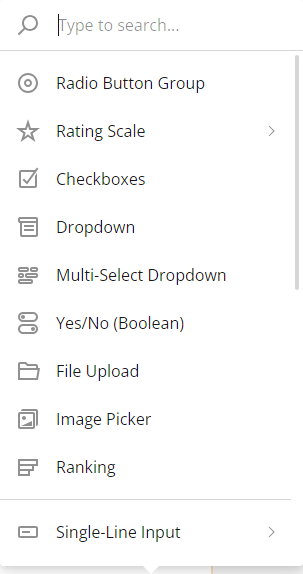 Type to search...
Radio Button Group
Rating Scale
Checkboxes
Dropdown
Multi-Select Dropdown
Yes/No (Boolean)
File Upload
Image Picker
Ranking
Single-Line Input